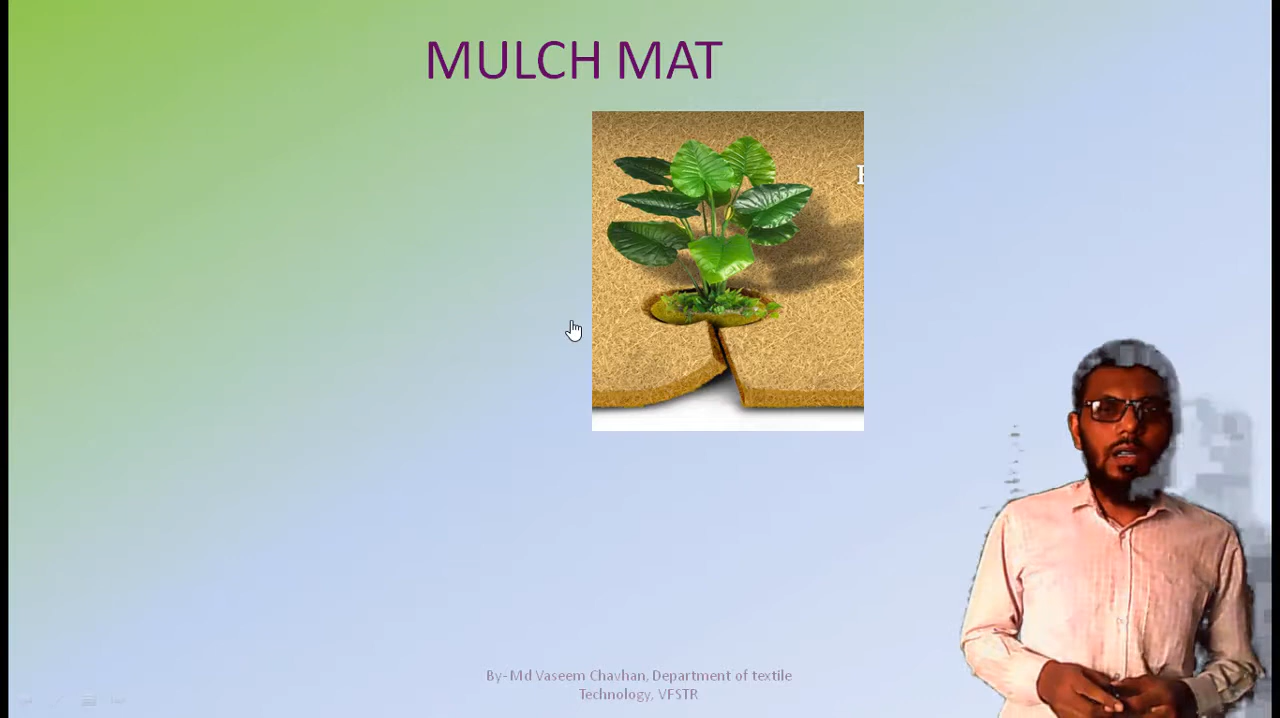 MULCH MAT
By- Md Vaseem Chavhan, Department of textile
Technology, VFSTR